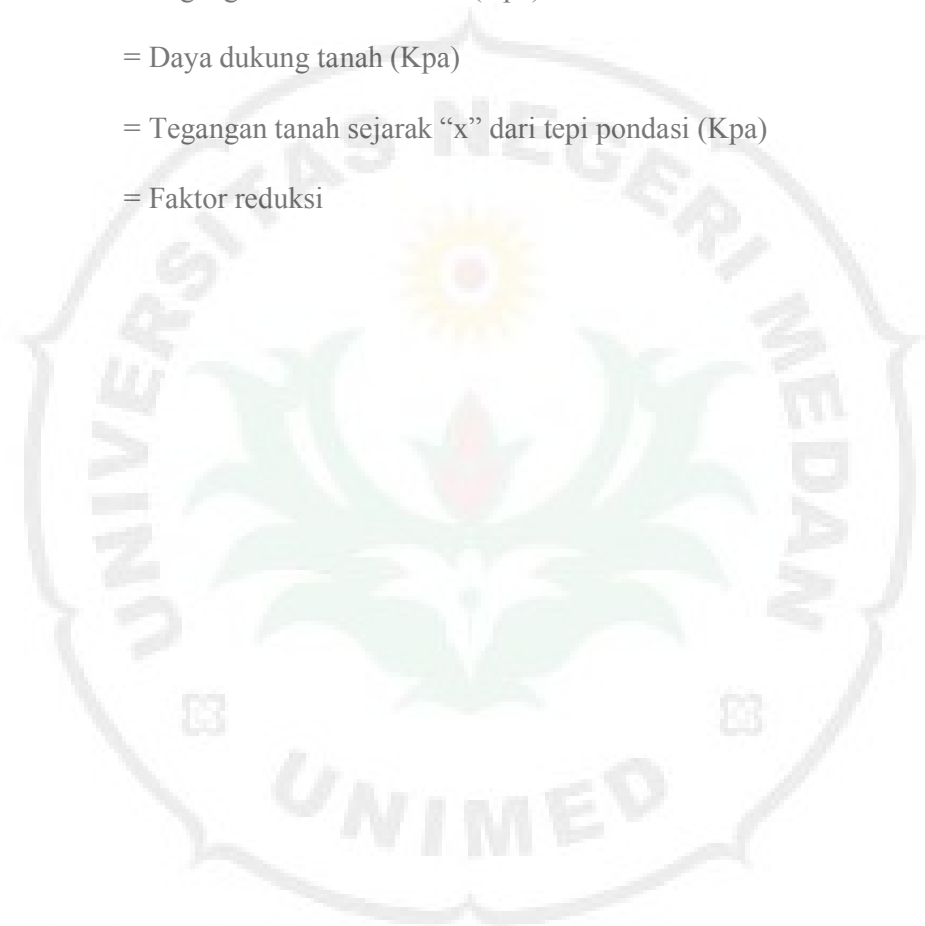 = Daya dukung tanah (Kpa)
= Tegangan tanah sejarak “x” dari tepi pondasi (Kpa)
= Faktor reduksi
UNIVERSITAS NEGERI MEDAN
UNIMED